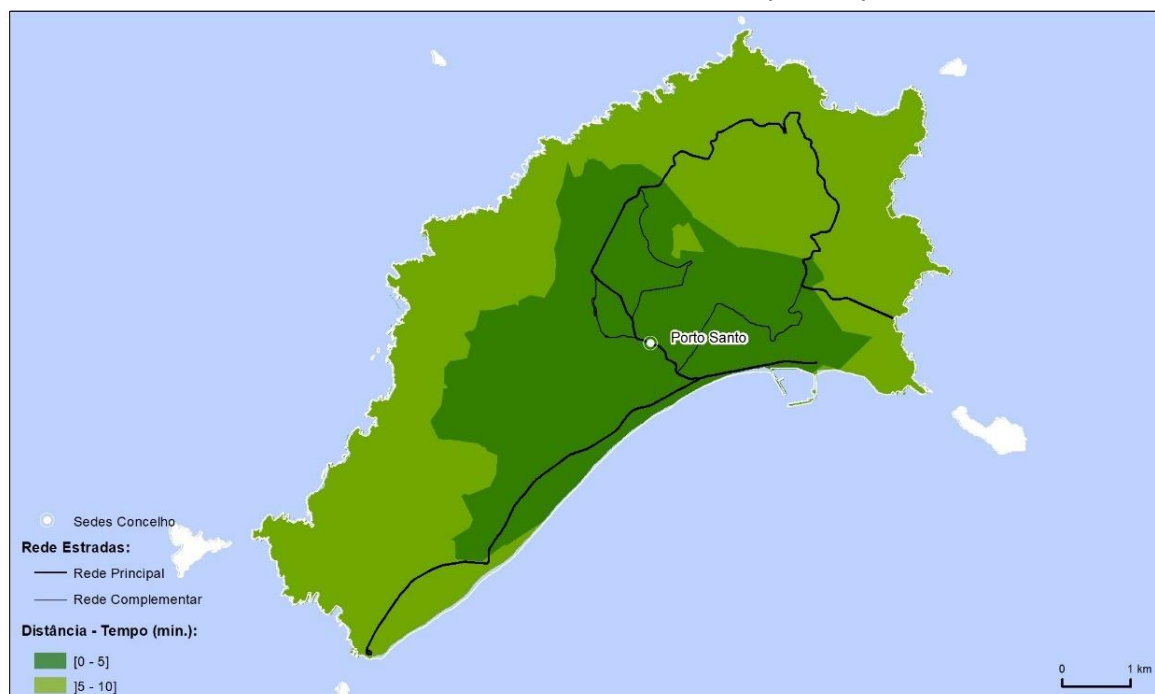 Porto Santo
Sedes Concelho
Rede Estradas:
Rede Principal
Rede Complementar
Distância - Tempo (min.):
[0 - 5]
]5 - 10]
0 1 km